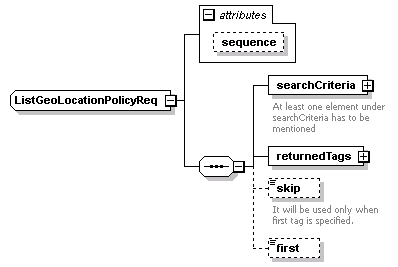 attributes
sequence
ListGeoLocationPolicyReq
searchCriteria
At least one element under
searchCriteria has to be
mentioned
returnedTags
skip
It will be used only when
first tag is specified.
first